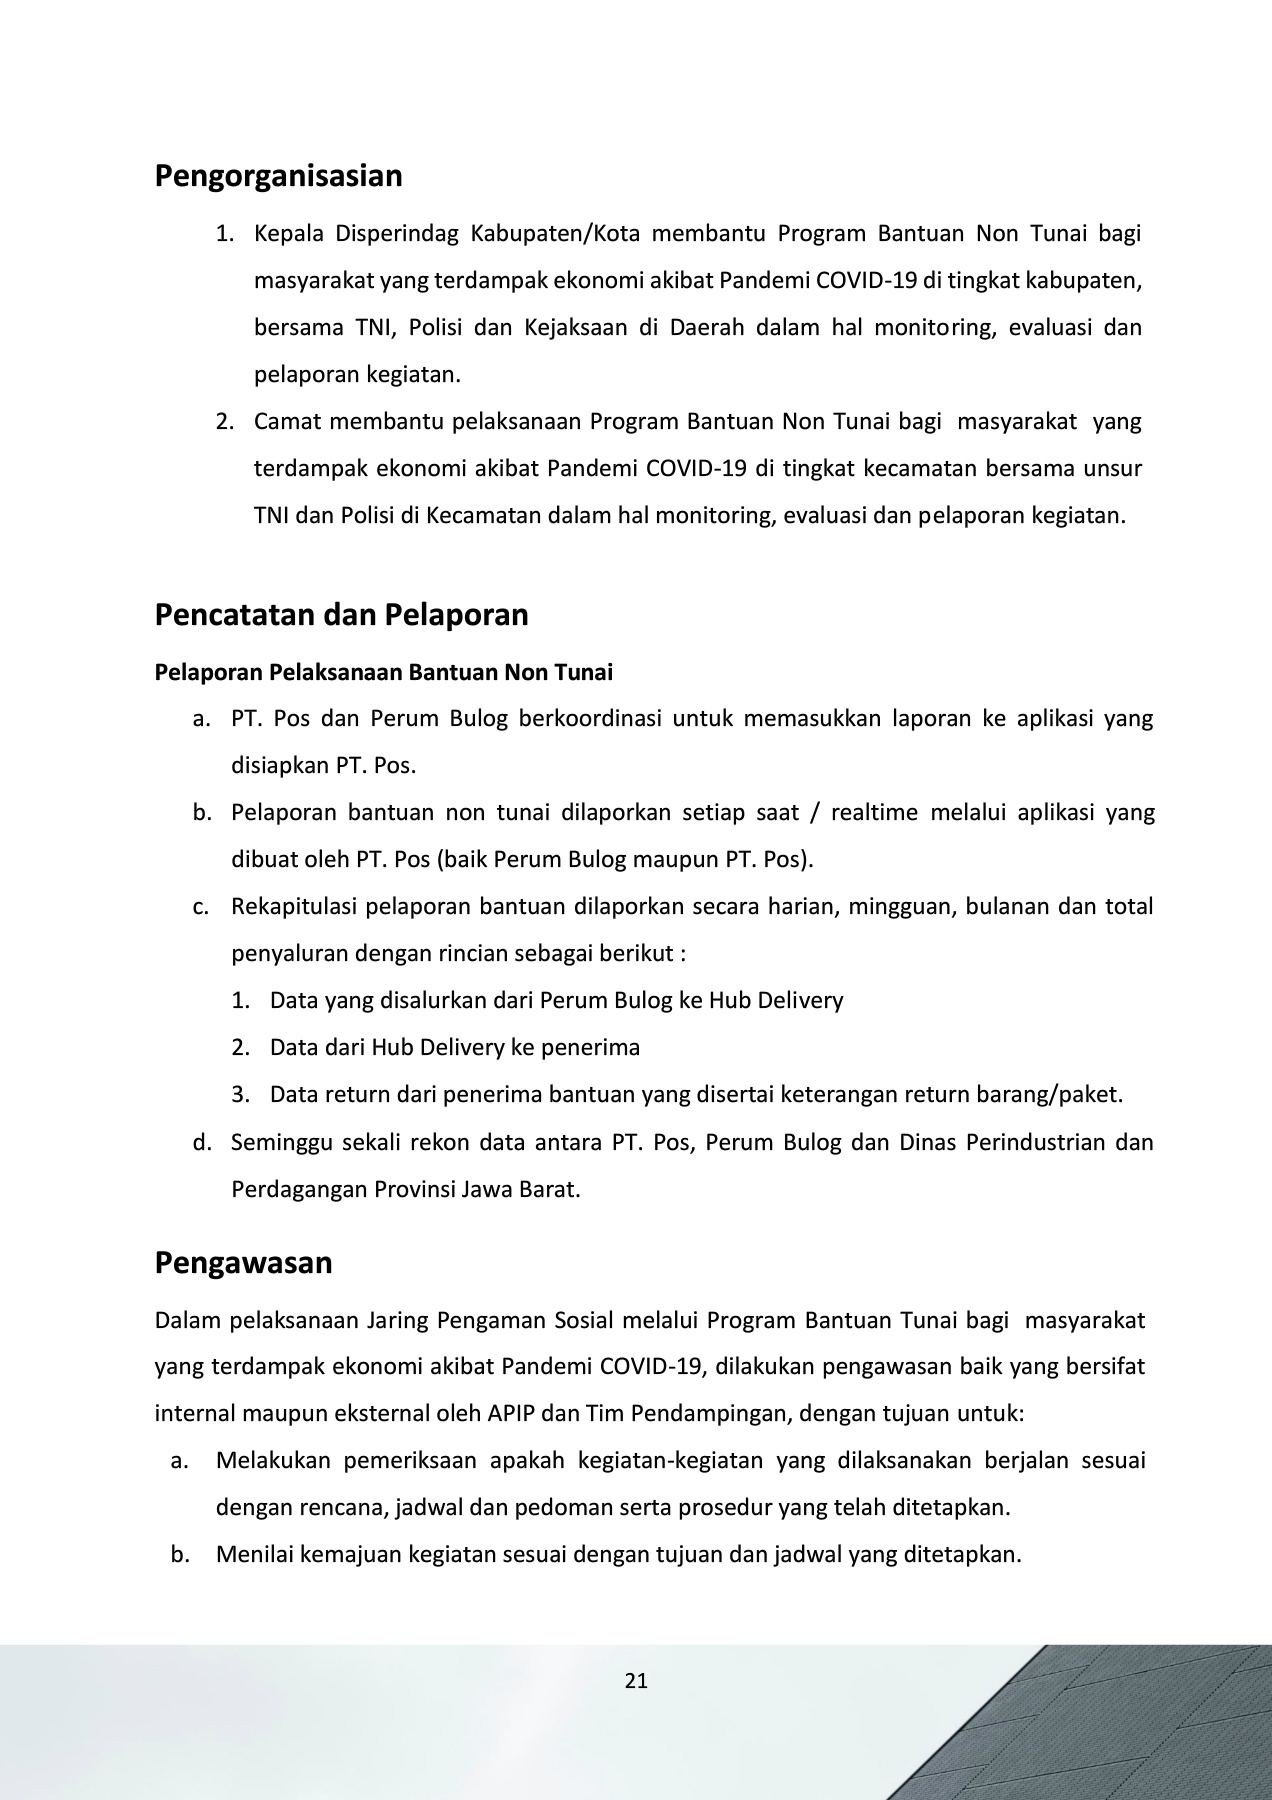 Pengorganisasian
1. Kepala Disperindag Kabupaten/Kota membantu Program Bantuan Non Tunai bagi
masyarakat yang terdampak ekonomi akibat Pandemi COVID-19 di tingkat kabupaten,
bersama TNI, Polisi dan Kejaksaan di Daerah dalam hal monitoring, evaluasi dan
pelaporan kegiatan.
2. Camat membantu pelaksanaan Program Bantuan Non Tunai bagi masyarakat yang
terdampak ekonomi akibat Pandemi COVID-19 di tingkat kecamatan bersama unsur
TNI dan Polisi di Kecamatan dalam hal monitoring, evaluasi dan pelaporan kegiatan.
Pencatatan dan Pelaporan
Pelaporan Pelaksanaan Bantuan Non Tunai
a. PT. Pos dan Perum Bulog berkoordinasi untuk memasukkan laporan ke aplikasi yang
disiapkan PT. Pos.
b. Pelaporan bantuan non tunai dilaporkan setiap saat / realtime melalui aplikasi yang
dibuat oleh PT. Pos (baik Perum Bulog maupun PT. Pos).
c. Rekapitulasi pelaporan bantuan dilaporkan secara harian, mingguan, bulanan dan total
penyaluran dengan rincian sebagai berikut :
1. Data yang disalurkan dari Perum Bulog ke Hub Delivery
2. Data dari Hub Delivery ke penerima
3. Data return dari penerima bantuan yang disertai keterangan return barang/paket.
d. Seminggu sekali rekon data antara PT. Pos, Perum Bulog dan Dinas Perindustrian dan
Perdagangan Provinsi Jawa Barat.
Pengawasan
Dalam pelaksanaan Jaring Pengaman Sosial melalui Program Bantuan Tunai bagi masyarakat
yang terdampak ekonomi akibat Pandemi COVID-19, dilakukan pengawasan baik yang bersifat
internal maupun eksternal oleh APIP dan Tim Pendampingan, dengan tujuan untuk:
a. Melakukan pemeriksaan apakah kegiatan-kegiatan yang dilaksanakan berjalan sesuai
dengan rencana, jadwal dan pedoman serta prosedur yang telah ditetapkan.
b. Menilai kemajuan kegiatan sesuai dengan tujuan dan jadwal yang ditetapkan.
21